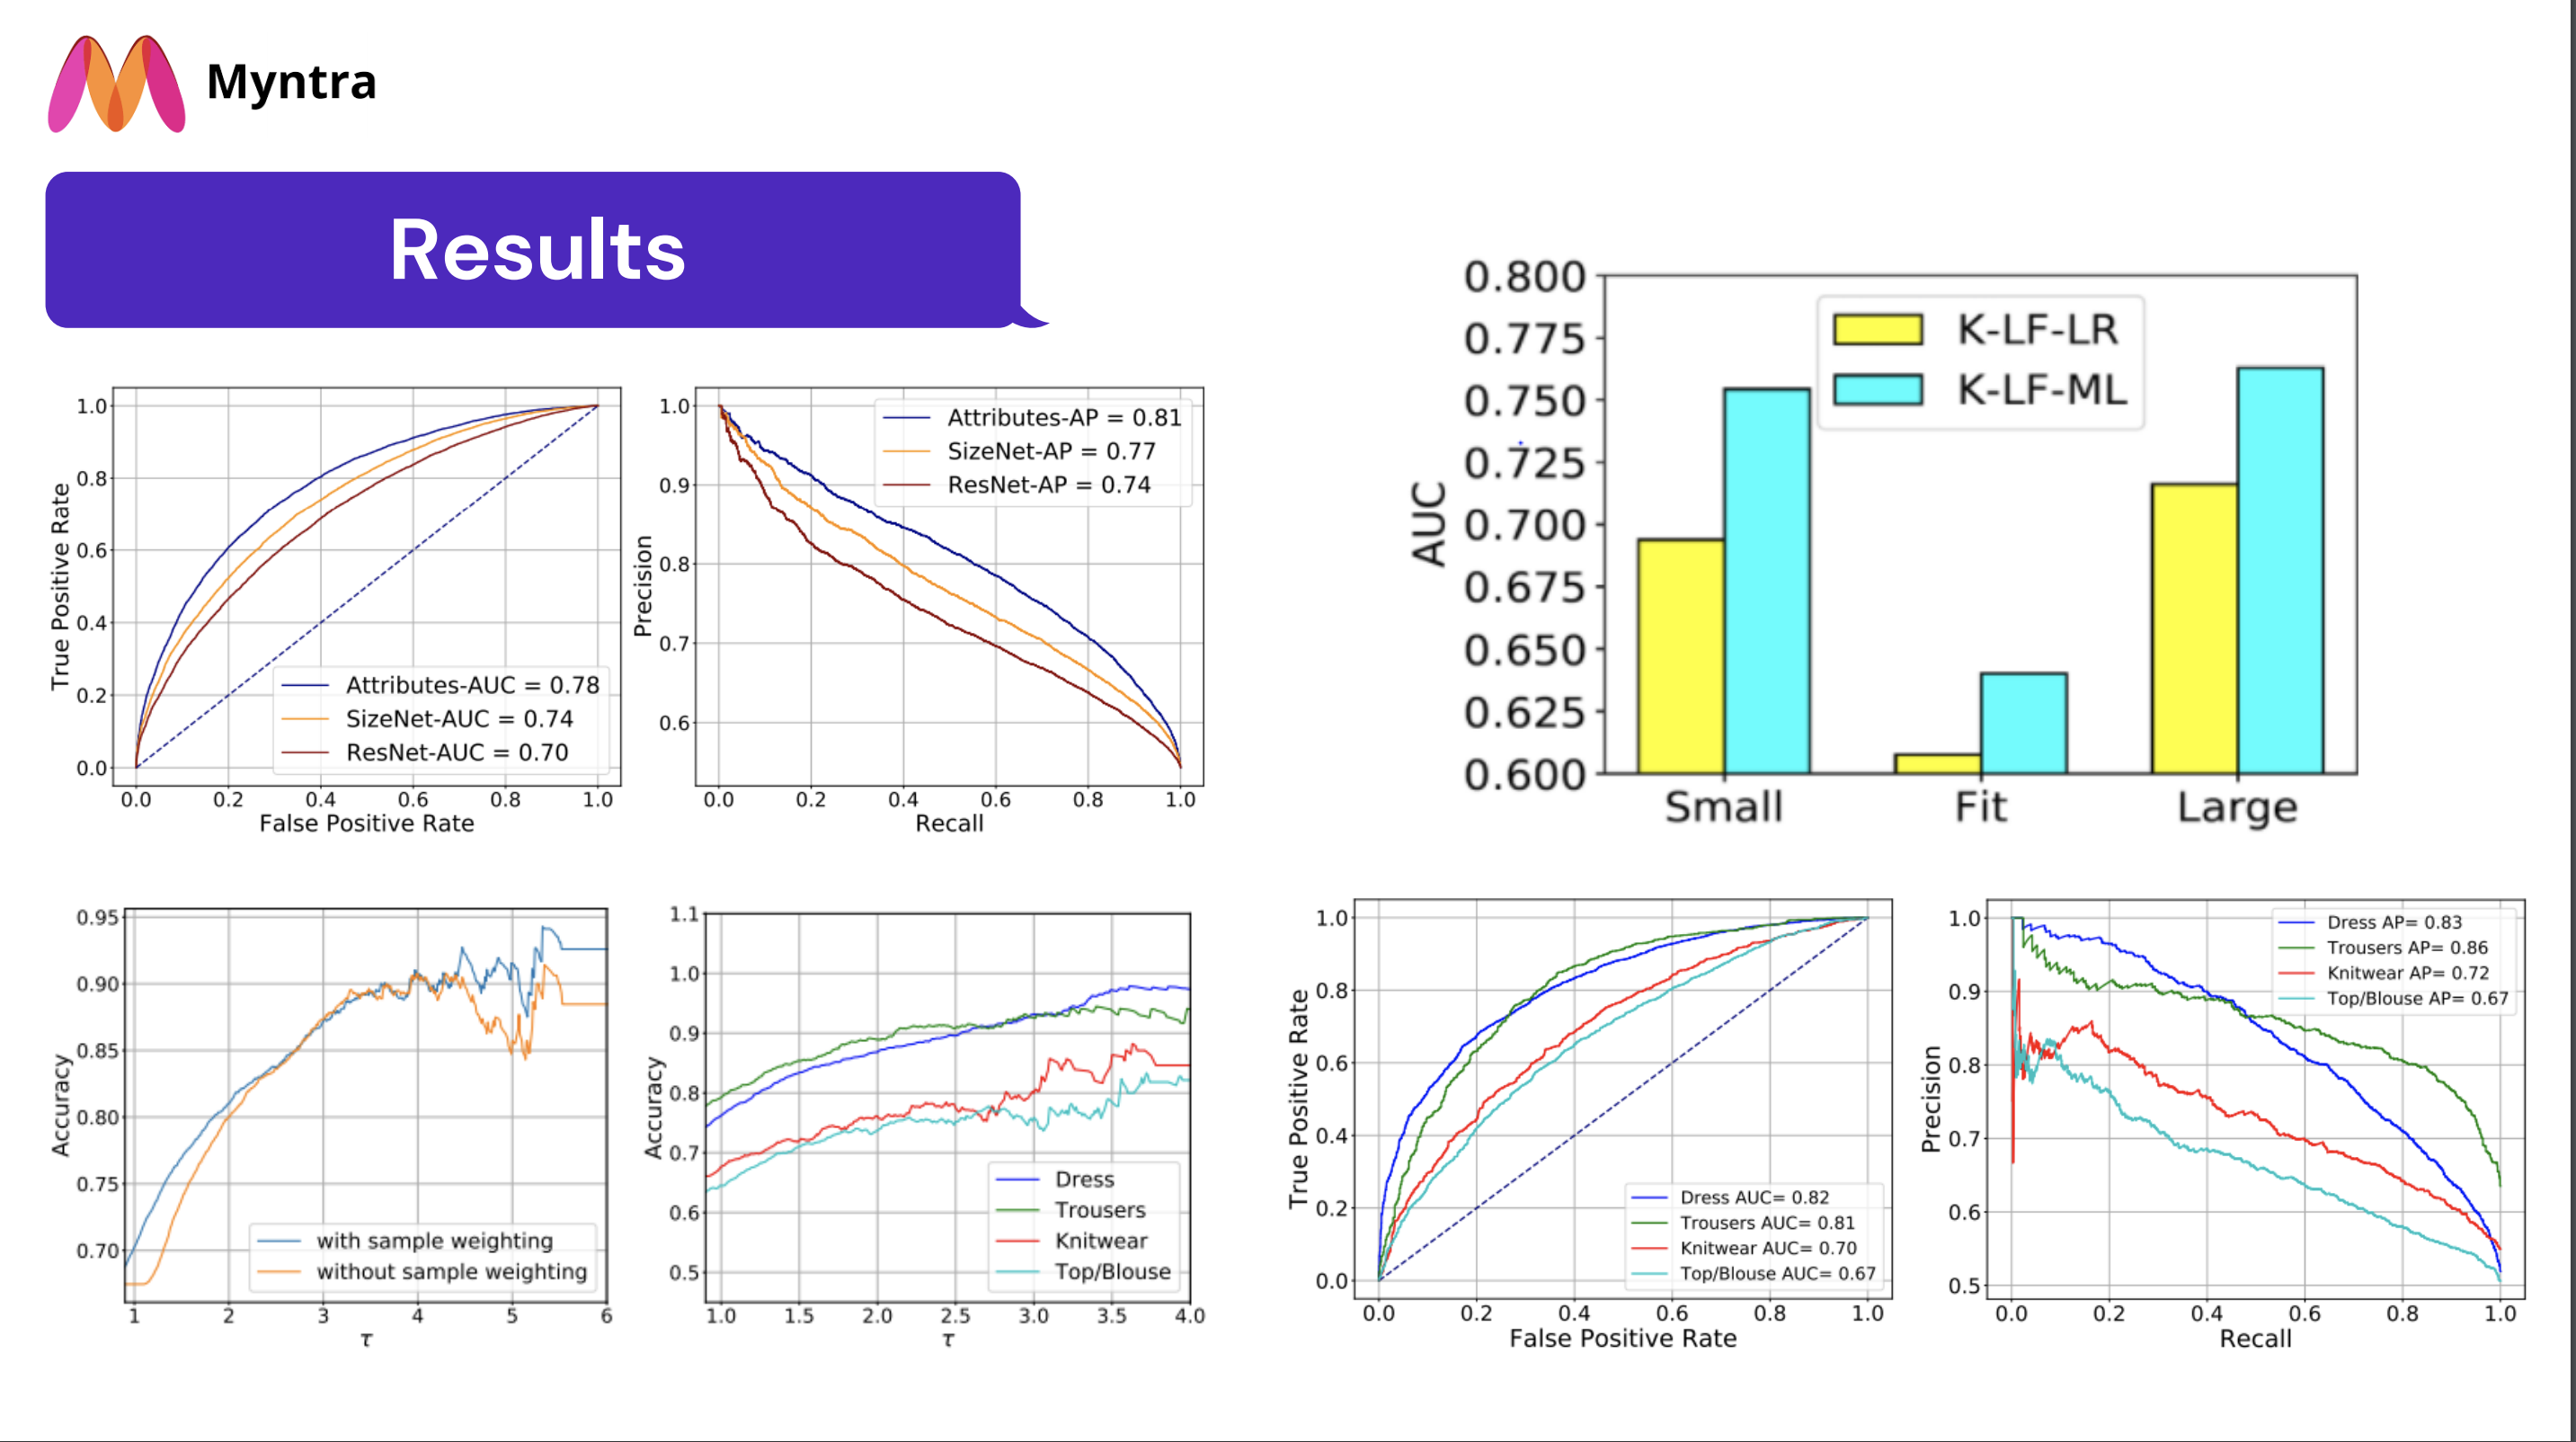 Myntra
Results
1.0
0.8
0.6
0.4
0.2
0.0
True Positive Rate
Attributes-AUC = 0.78
SizeNet-AUC = 0.74
ResNet-AUC = 0.70
0.0 0.2 0.4 0.6 0.8 1.0
False Positive Rate
1.0
0.9
0.8
0.7
0.6
Precision
Attributes-AP = 0.81
SizeNet-AP = 0.77
ResNet-AP = 0.74
0.0 0.2 0.4 0.6 0.8 1.0
Recall
0.800
0.775
0.750
0.725
0.700
0.675
0.650
0.625
0.600
AUC
K-LF-LR
K-LF-ML
Small Fit Large
0.95
0.90
0.85
0.80
0.75
0.70
Accuracy
with sample weighting
without sample weighting
1 2 3 4 5 6
τ
1.1
1.0
0.9
0.8
0.7
0.6
0.5
Accuracy
Dress
Trousers
Knitwear
Top/Blouse
1.0 1.5 2.0 2.5 3.0 3.5 4.0
τ
1.0
0.8
0.6
0.4
0.2
0.0
True Positive Rate
Dress AUC= 0.82
Trousers AUC= 0.81
Knitwear AUC= 0.70
Top/Blouse AUC= 0.67
0.0 0.2 0.4 0.6 0.8 1.0
False Positive Rate
1.0
0.9
0.8
0.7
0.6
0.5
Precision
Dress AP= 0.83
Trousers AP= 0.86
Knitwear AP= 0.72
Top/Blouse AP= 0.67
0.0 0.2 0.4 0.6 0.8 1.0
Recall